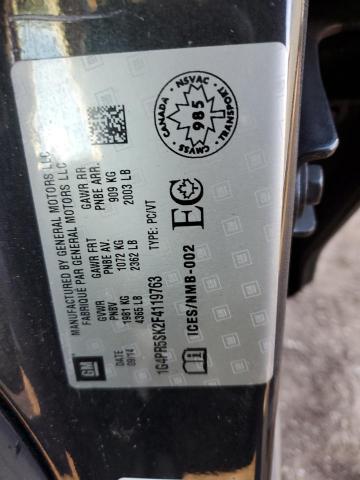 MANUFACTURED BY GENERAL MOTORS LLC
FABRIQUÉ PAR GENERAL MOTORS LLC
GVWR
PNBV
1981 KG
4365 LB
GAWR FRT
PNBE AV.
1072 KG
2362 LB
GAWR RR
PNBE ARR.
909 KG
2003 LB
GM
DATE
09/14
TYPE: PC/VT
1G4PR5SK2F4119763
ICES/NMB-002
EC
CANADA · NSVAC · TRANSPORT · CMVSS
985